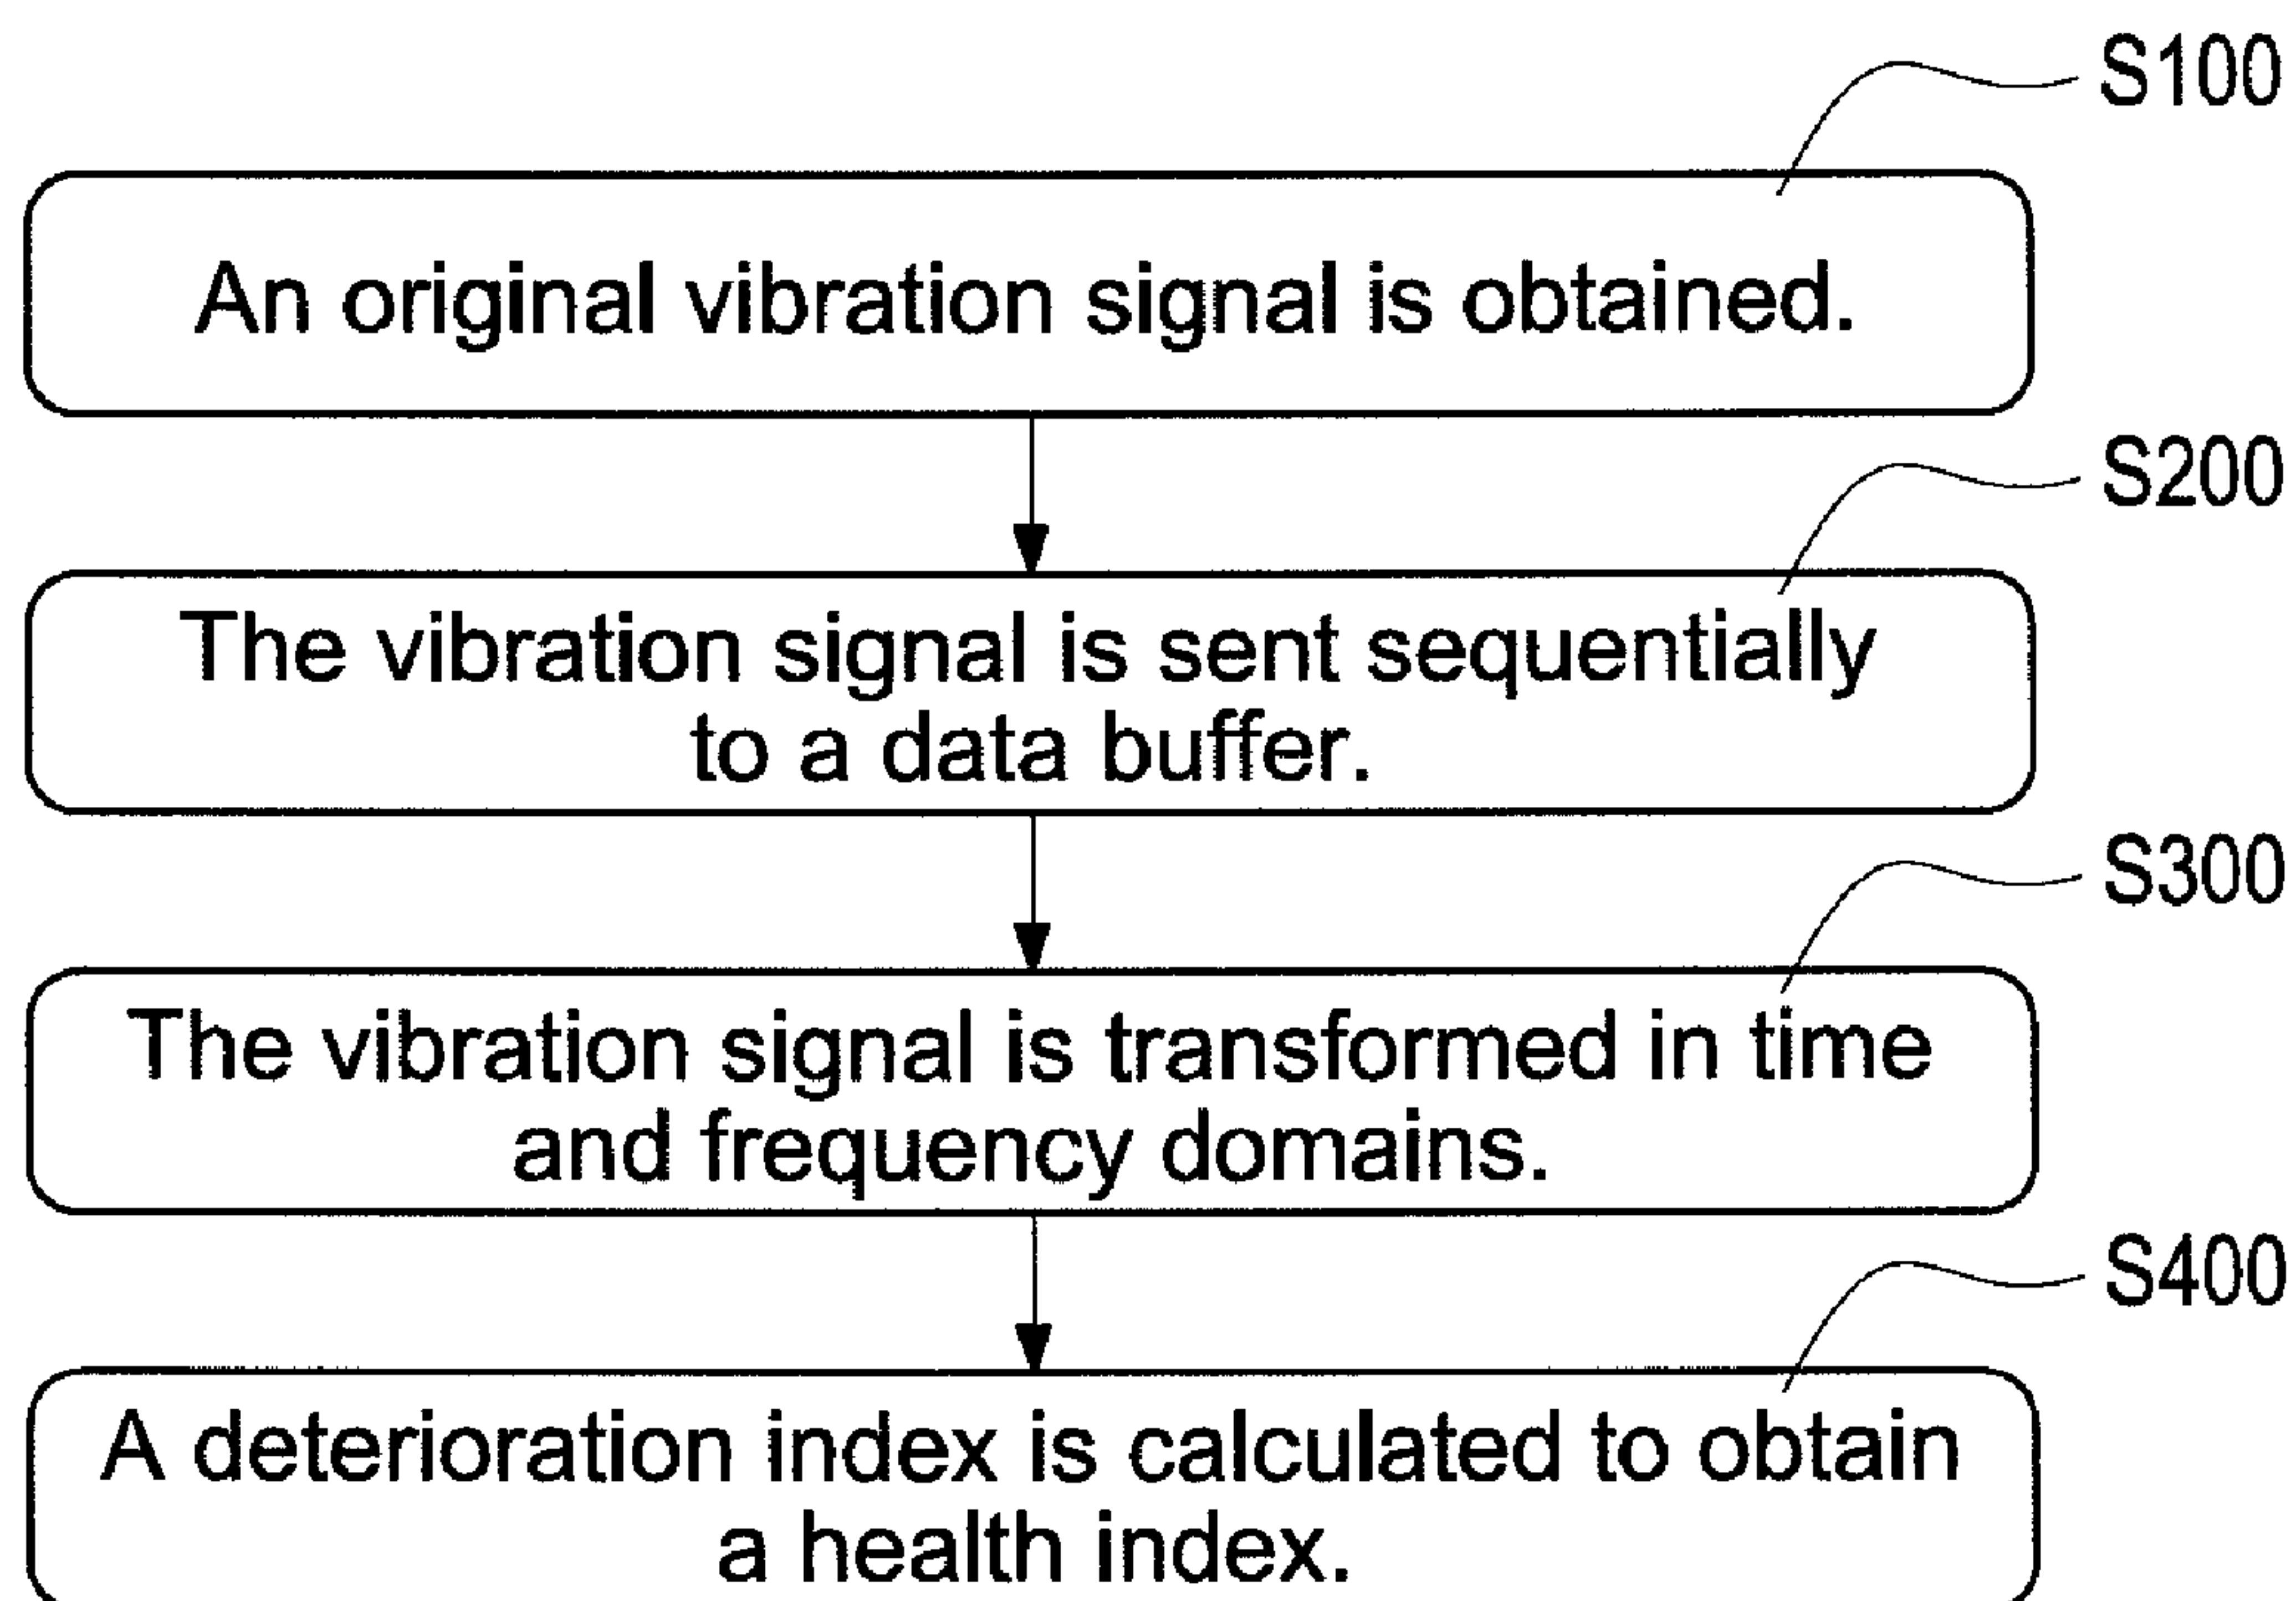 S100
An original vibration signal is obtained.
S200
The vibration signal is sent sequentially
to a data buffer.
S300
The vibration signal is transformed in time
and frequency domains.
S400
A deterioration index is calculated to obtain
a health index.